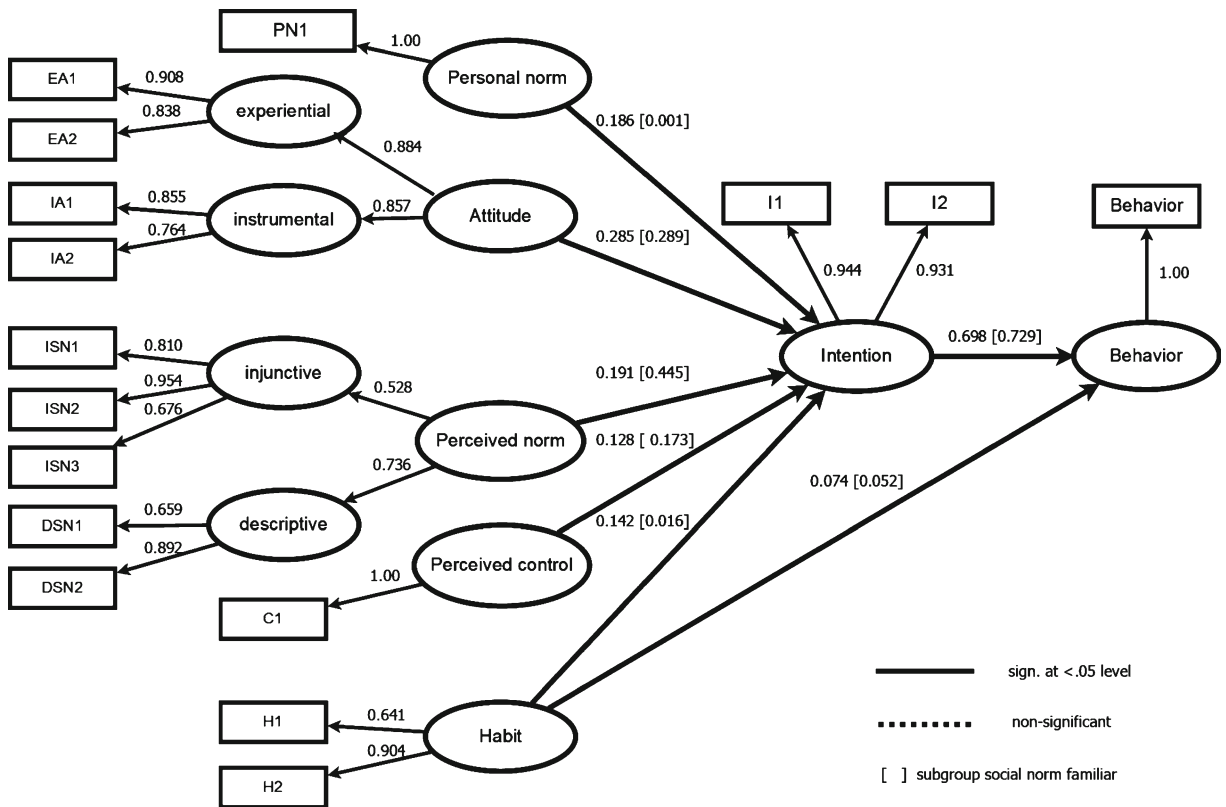 PN1
1.00
Personal norm
EA1
0.908
experiential
0.838
EA2
0.186 [0.001]
0.884
IA1
0.855
instrumental
0.857
Attitude
0.764
IA2
I1
I2
Behavior
0.285 [0.289]
0.944
0.931
1.00
ISN1
0.810
injunctive
0.954
ISN2
0.676
ISN3
0.528
Perceived norm
0.191 [0.445]
Intention
0.698 [0.729]
Behavior
0.128 [ 0.173]
0.736
0.074 [0.052]
DSN1
0.659
descriptive
0.892
DSN2
0.142 [0.016]
Perceived control
1.00
C1
H1
0.641
Habit
0.904
H2
sign. at <.05 level
non-significant
[ ] subgroup social norm familiar